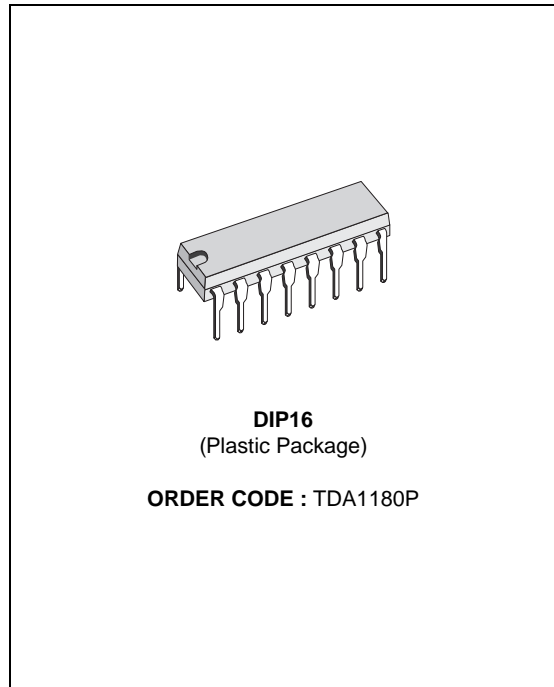 DIP16
(Plastic Package)
ORDER CODE : TDA1180P